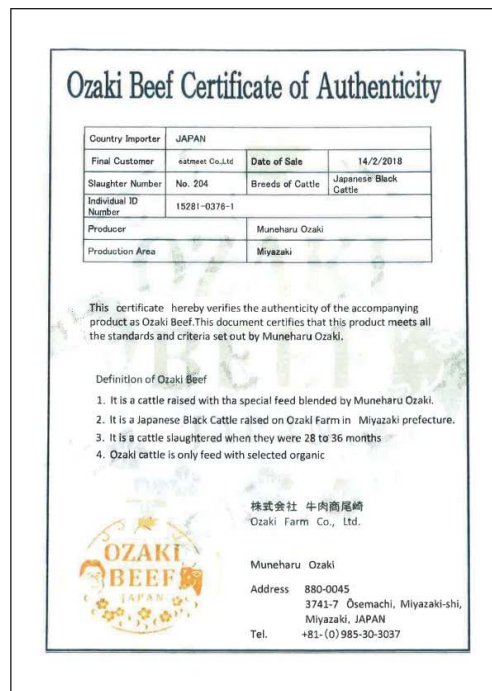 Ozaki Beef Certificate of Authenticity
Country Importer JAPAN
Final Customer eatmeet Co.,Ltd Date of Sale 14/2/2018
Slaughter Number No. 204 Breeds of Cattle Japanese Black Cattle
Individual ID Number 15281-0376-1
Producer Muneharu Ozaki
Production Area Miyazaki
OZAKI
BEEF
This certificate hereby verifies the authenticity of the accompanying
product as Ozaki Beef.This document certifies that this product meets all
the standards and criteria set out by Muneharu Ozaki.
Definition of Ozaki Beef
1. It is a cattle raised with tha special feed blended by Muneharu Ozaki.
2. It is a Japanese Black Cattle raised on Ozaki Farm in Miyazaki prefecture.
3. It is a cattle slaughtered when they were 28 to 36 months
4. Ozaki cattle is only feed with selected organic
株式会社 牛肉商尾崎
Ozaki Farm Co., Ltd.
OZAKI
BEEF
JAPAN
Muneharu Ozaki
Address 880-0045
3741-7 Ōsemachi, Miyazaki-shi,
Miyazaki, JAPAN
Tel. +81-(0)985-30-3037